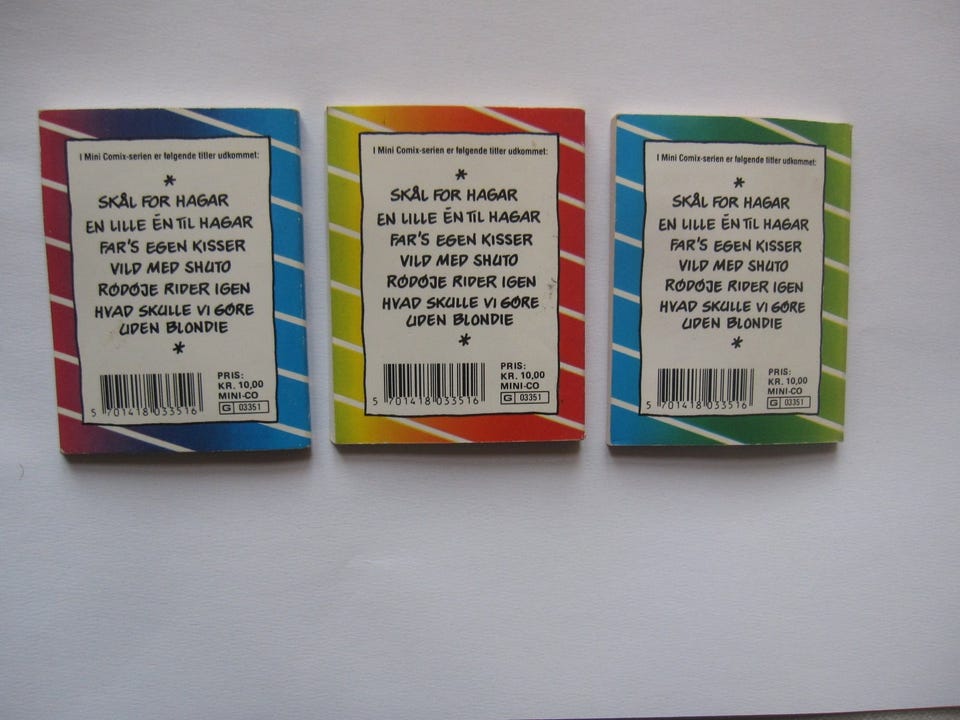 I Mini Comix-serien er følgende titler udkommet:
*
SKÅL FOR HAGAR
EN LILLE ÉN TIL HAGAR
FAR'S EGEN KISSER
VILD MED SHUTO
RØDØJE RIDER IGEN
HVAD SKULLE VI GØRE
UDEN BLONDIE
*
PRIS:
KR. 10,00
MINI-CO
G 03351
5 701418 033516
I Mini Comix-serien er følgende titler udkommet:
*
SKÅL FOR HAGAR
EN LILLE ÉN TIL HAGAR
FAR'S EGEN KISSER
VILD MED SHUTO
RØDØJE RIDER IGEN
HVAD SKULLE VI GØRE
UDEN BLONDIE
*
PRIS:
KR. 10,00
MINI-CO
G 03351
5 701418 033516
I Mini Comix-serien er følgende titler udkommet:
*
SKÅL FOR HAGAR
EN LILLE ÉN TIL HAGAR
FAR'S EGEN KISSER
VILD MED SHUTO
RØDØJE RIDER IGEN
HVAD SKULLE VI GØRE
UDEN BLONDIE
*
PRIS:
KR. 10,00
MINI-CO
G 03351
5 701418 033516